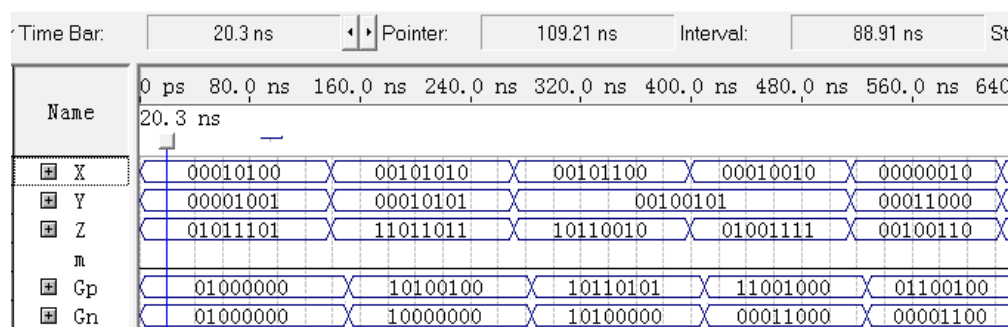 Time Bar: 20.3 ns Pointer: 109.21 ns Interval: 88.91 ns St
Name
0 ps 80.0 ns 160.0 ns 240.0 ns 320.0 ns 400.0 ns 480.0 ns 560.0 ns 640
20.3 ns
X 00010100 00101010 00101100 00010010 00000010
Y 00001001 00010101 00100101 00011000
Z 01011101 11011011 10110010 01001111 00100110
m
Gp 01000000 10100100 10110101 11001000 01100100
Gn 01000000 10000000 10100000 00011000 00001100